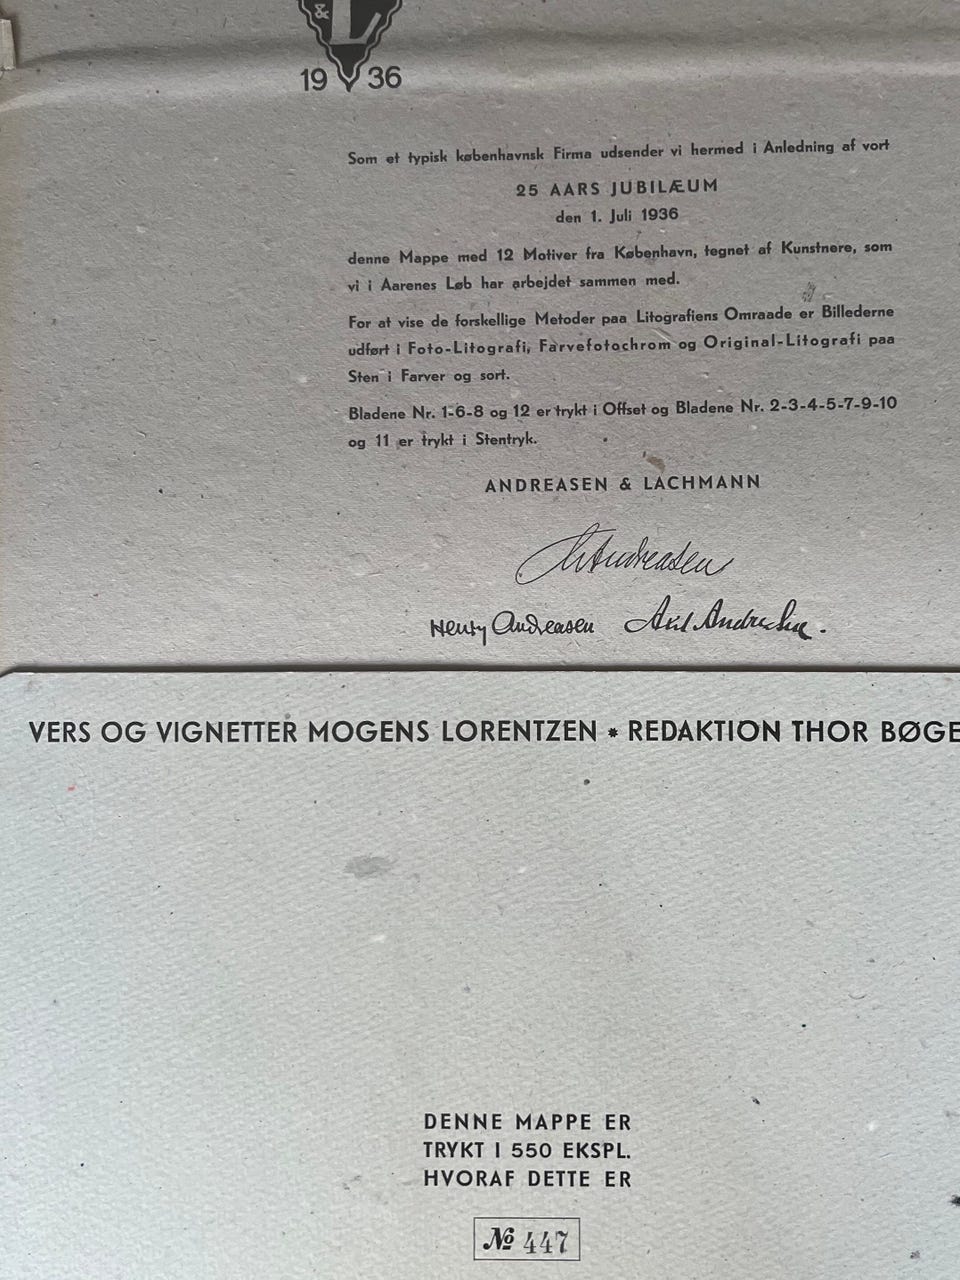 & L
19 36
Som et typisk københavnsk Firma udsender vi hermed i Anledning af vort
25 AARS JUBILÆUM
den 1. Juli 1936
denne Mappe med 12 Motiver fra København, tegnet af Kunstnere, som
vi i Aarenes Løb har arbejdet sammen med.
For at vise de forskellige Metoder paa Litografiens Omraade er Billederne
udført i Foto-Litografi, Farvefotochrom og Original-Litografi paa
Sten i Farver og sort.
Bladene Nr. 1-6-8 og 12 er trykt i Offset og Bladene Nr. 2-3-4-5-7-9-10
og 11 er trykt i Stentryk.
ANDREASEN & LACHMANN
Andreasen
Henry Andreasen
VERS OG VIGNETTER MOGENS LORENTZEN * REDAKTION THOR BØGE
DENNE MAPPE ER
TRYKT I 550 EKSPL.
HVORAF DETTE ER
№ 447